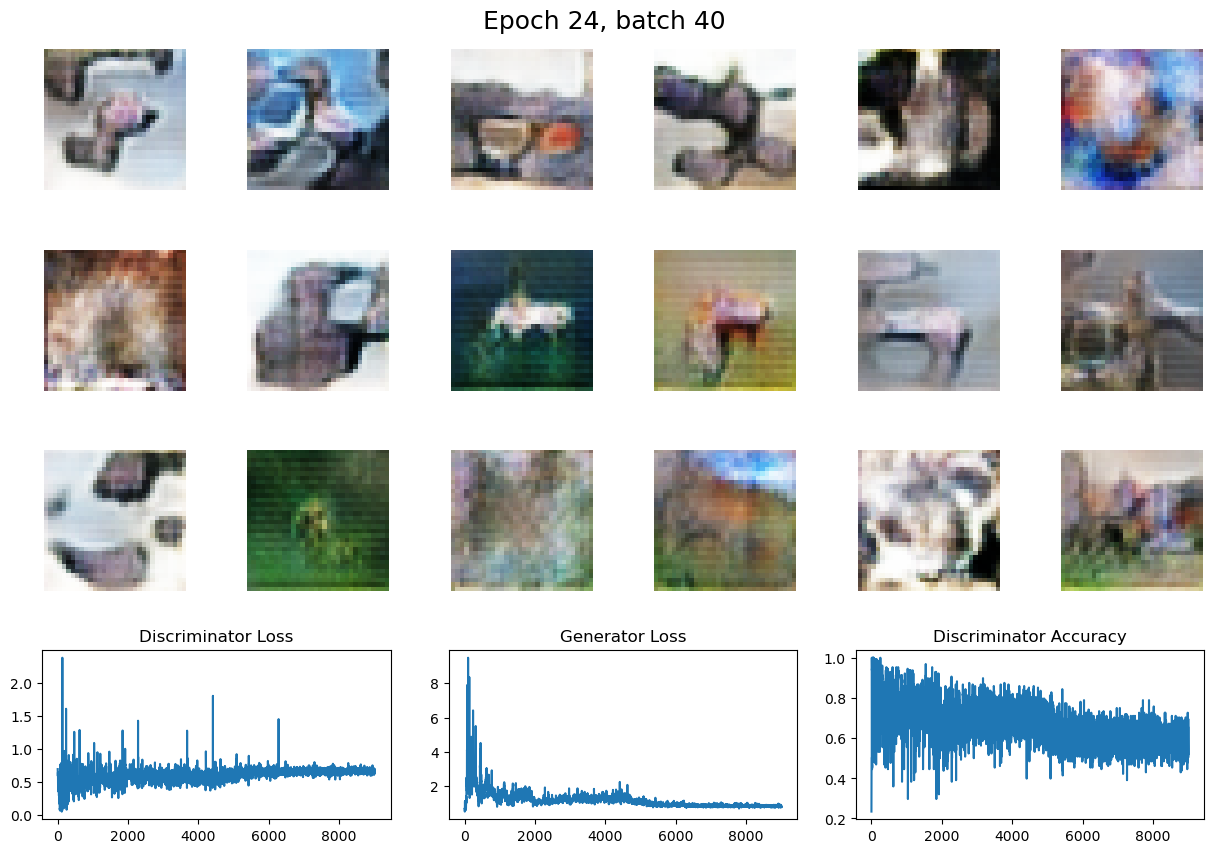 Epoch 24, batch 40
Discriminator Loss
Generator Loss
Discriminator Accuracy
2.0
1.5
1.0
0.5
0.0
0 2000 4000 6000 8000
8
6
4
2
0 2000 4000 6000 8000
1.0
0.8
0.6
0.4
0.2
0 2000 4000 6000 8000